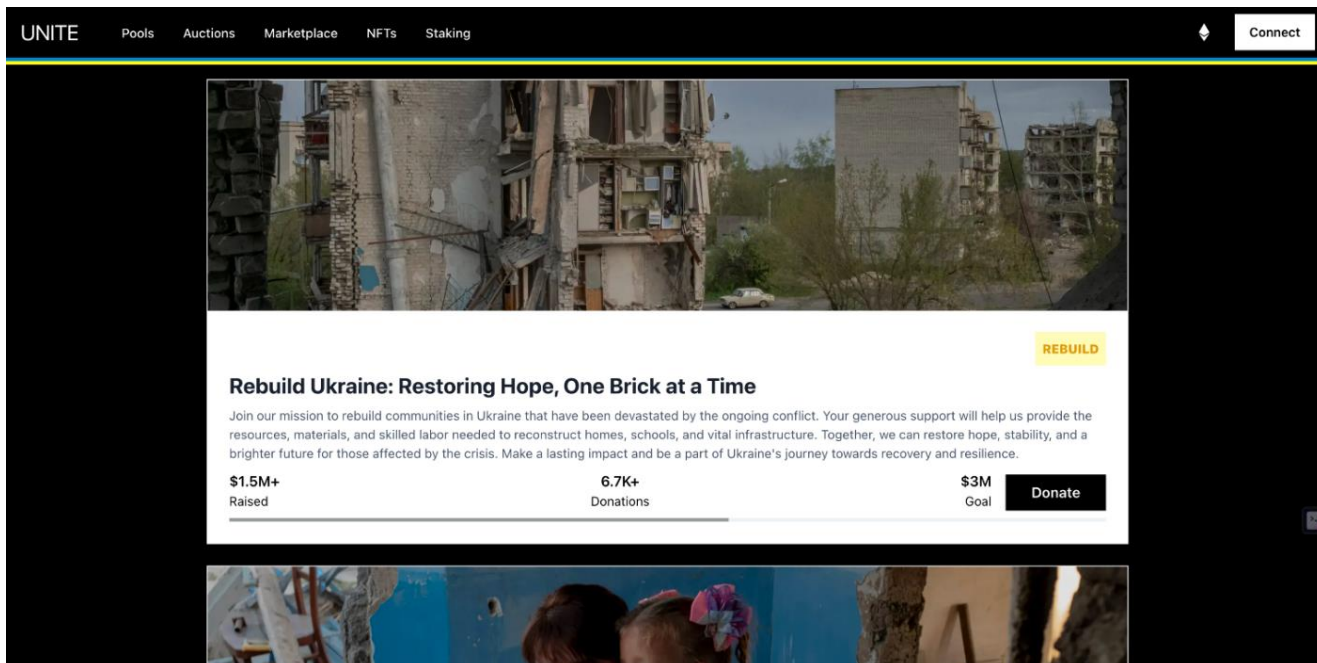 UNITE Pools Auctions Marketplace NFTs Staking Connect
REBUILD
Rebuild Ukraine: Restoring Hope, One Brick at a Time
Join our mission to rebuild communities in Ukraine that have been devastated by the ongoing conflict. Your generous support will help us provide the
resources, materials, and skilled labor needed to reconstruct homes, schools, and vital infrastructure. Together, we can restore hope, stability, and a
brighter future for those affected by the crisis. Make a lasting impact and be a part of Ukraine's journey towards recovery and resilience.
$1.5M+ 6.7K+ $3M
Raised Donations Goal Donate